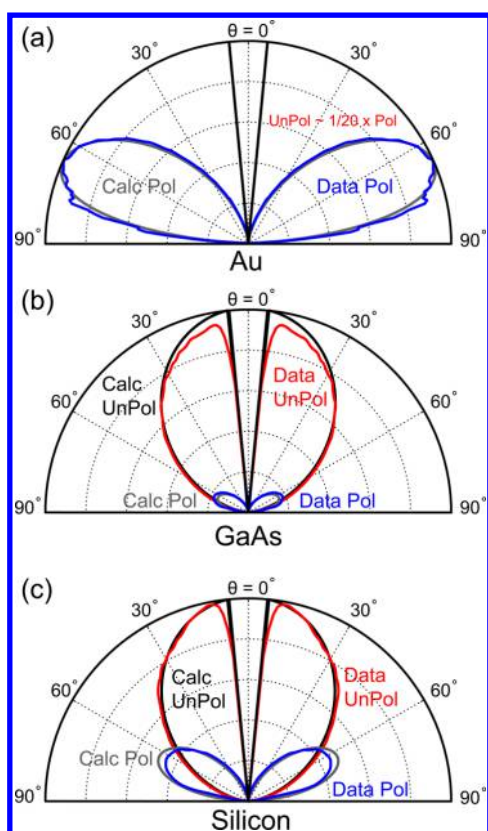 (a)
θ = 0°
30°
30°
UnPol ~ 1/20 x Pol
60°
60°
Calc Pol
Data Pol
90°
90°
Au
(b)
θ = 0°
30°
30°
Calc
UnPol
Data
UnPol
60°
60°
Calc Pol
Data Pol
90°
90°
GaAs
(c)
θ = 0°
30°
30°
Calc
UnPol
Data
UnPol
60°
60°
Calc Pol
Data Pol
90°
90°
Silicon